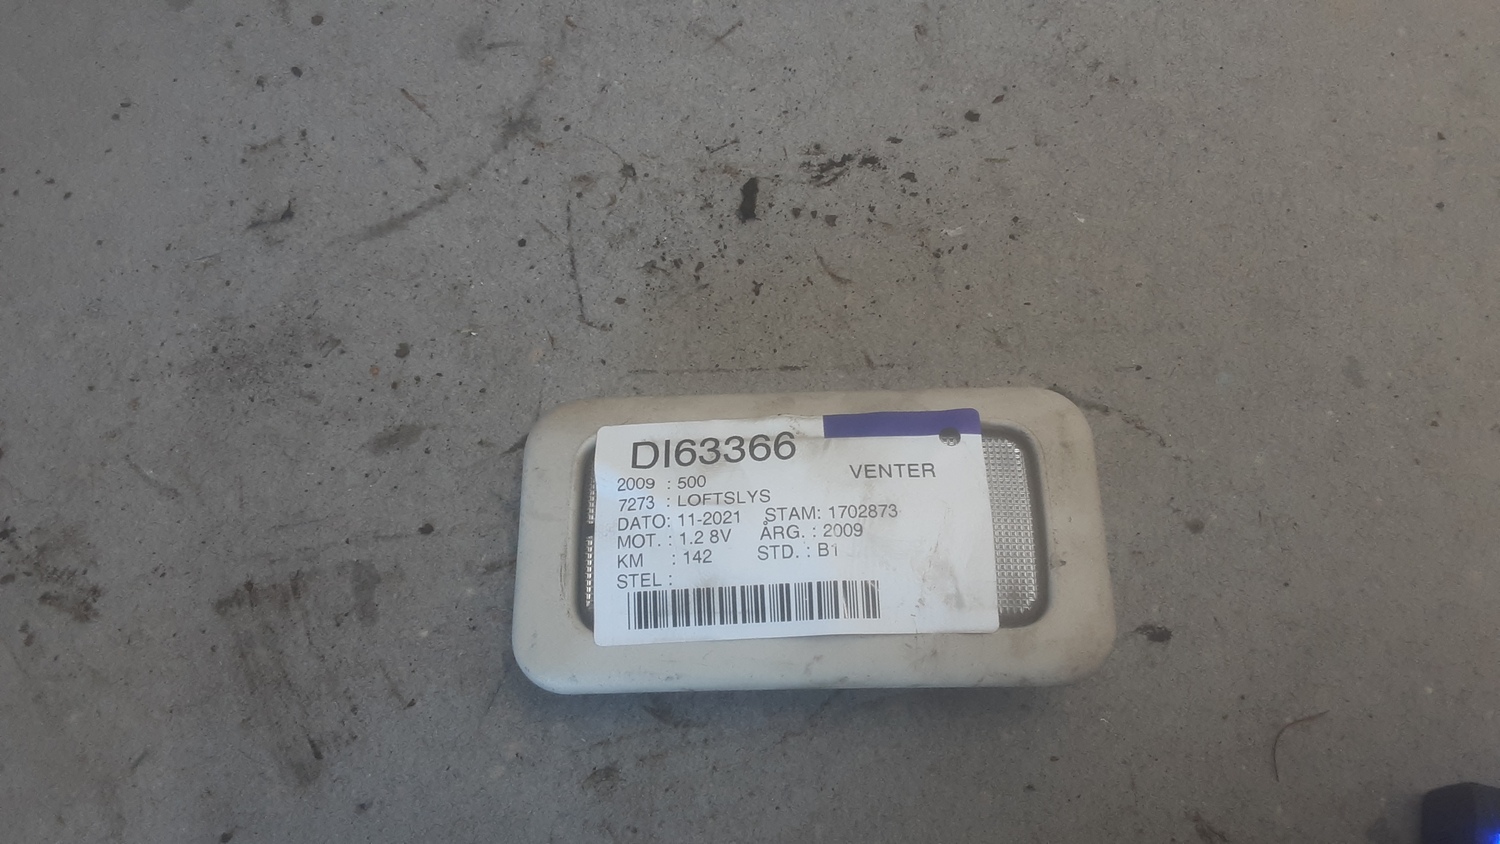 DI63366
VENTER
2009 : 500
7273 : LOFTSLYS
DATO: 11-2021 STAM: 1702873
MOT. : 1.2 8V ÅRG. : 2009
KM : 142 STD. : B1
STEL :